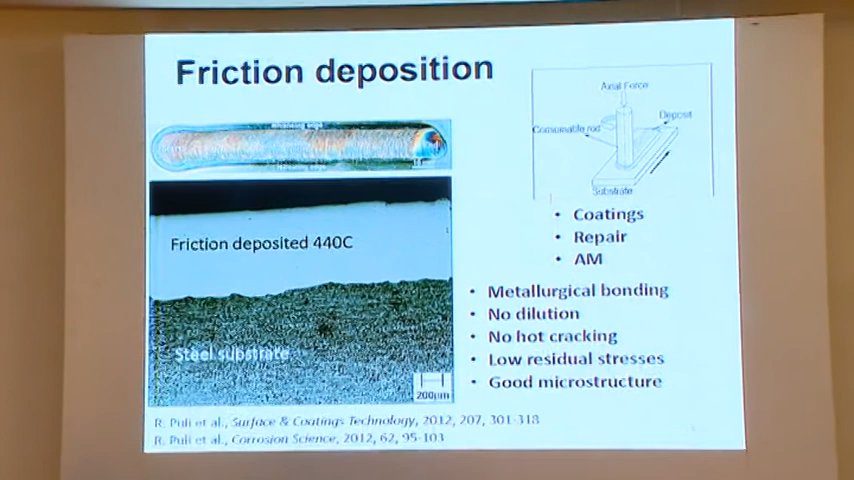 Friction deposition
Axial Force
Deposit
Consumable rod
Substrate
Friction deposited 440C
Steel substrate
200µm
• Coatings
• Repair
• AM
• Metallurgical bonding
• No dilution
• No hot cracking
• Low residual stresses
• Good microstructure
R. Puli et al., Surface & Coatings Technology, 2012, 207, 301-318
R. Puli et al., Corrosion Science, 2012, 62, 95-103